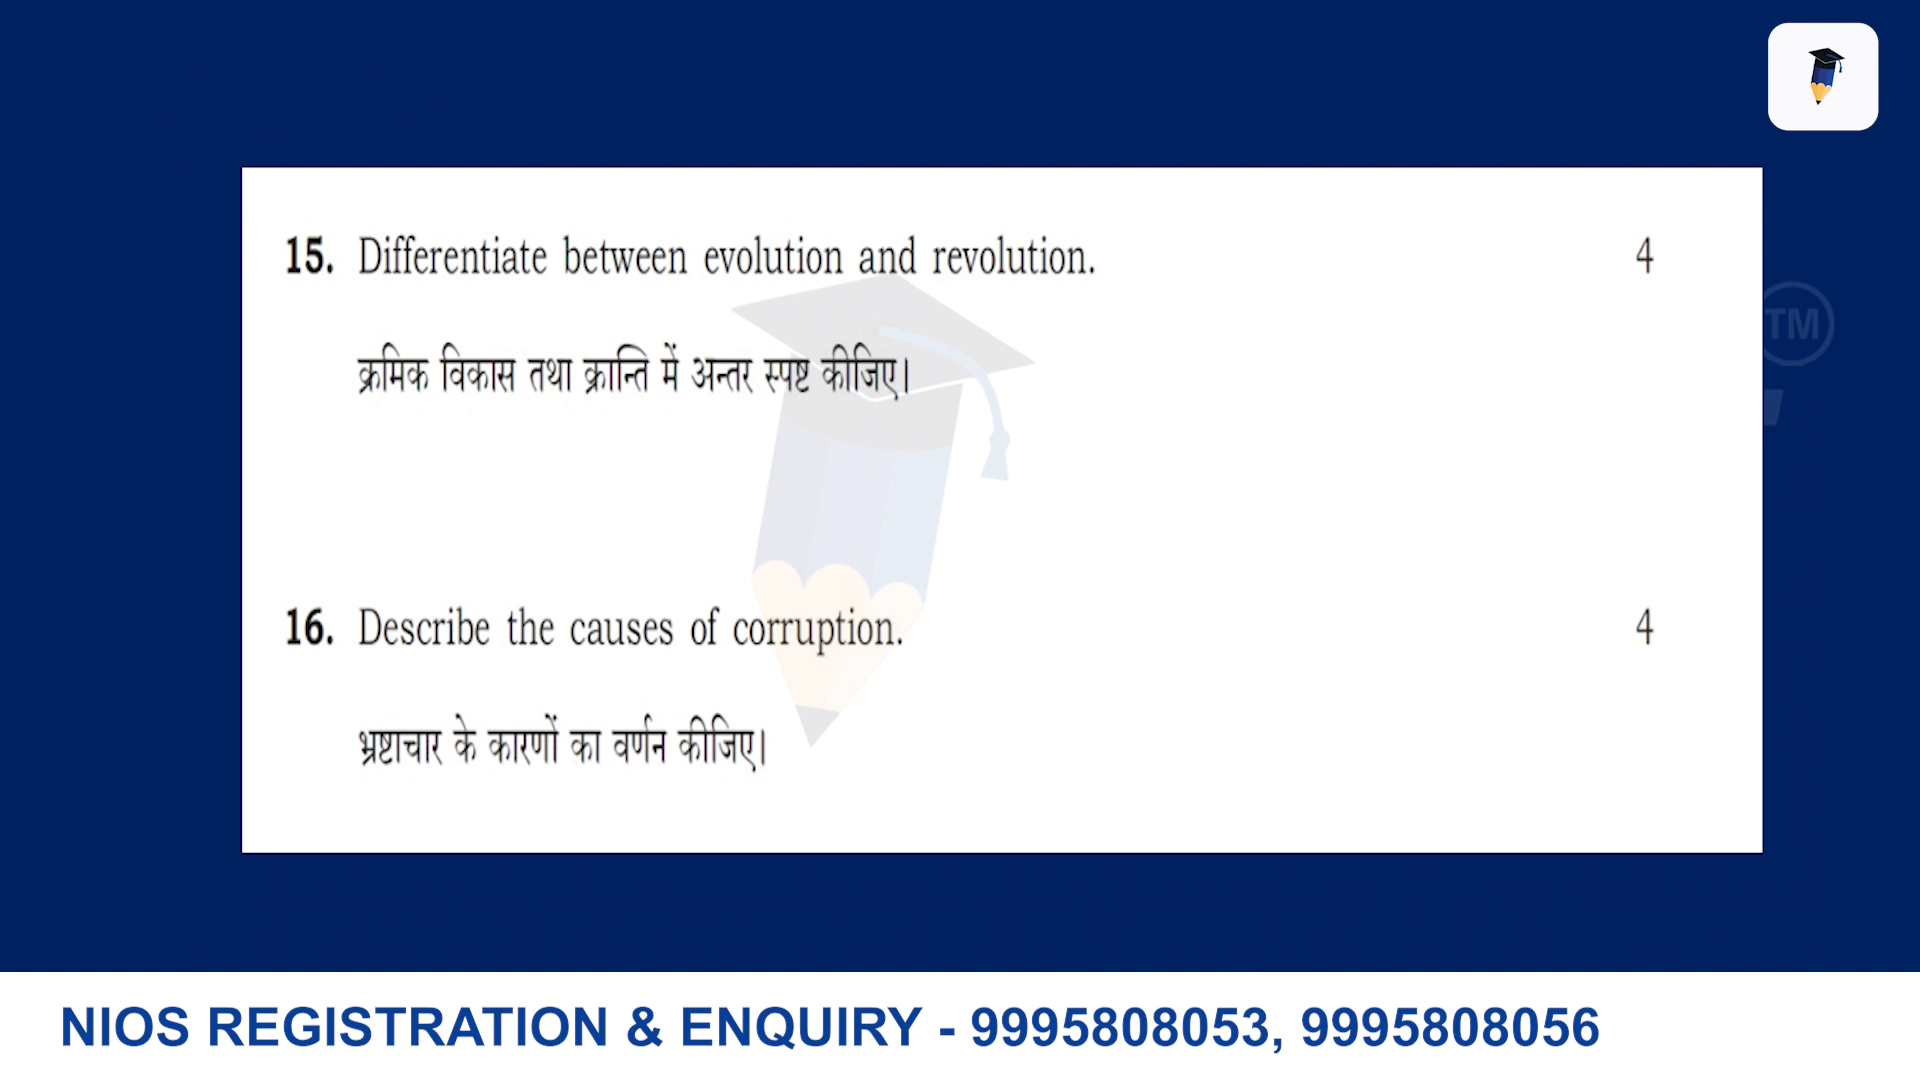 TM
15. Differentiate between evolution and revolution. 4
क्रमिक विकास तथा क्रान्ति में अन्तर स्पष्ट कीजिए।
16. Describe the causes of corruption. 4
भ्रष्टाचार के कारणों का वर्णन कीजिए।
NIOS REGISTRATION & ENQUIRY - 9995808053, 9995808056